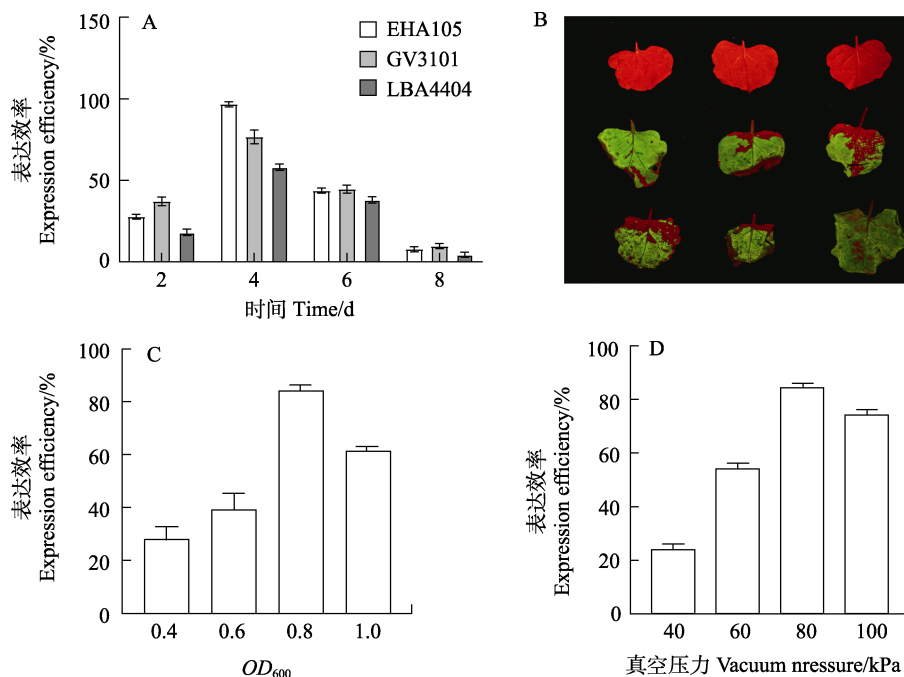 A
150
100
50
0
表达效率
Expression efficiency/%
EHA105
GV3101
LBA4404
2 4 6 8
时间 Time/d
B
C
100
80
60
40
20
0
表达效率
Expression efficiency/%
0.4 0.6 0.8 1.0
OD600
D
100
80
60
40
20
0
表达效率
Expression efficiency/%
40 60 80 100
真空压力 Vacuum nressure/kPa